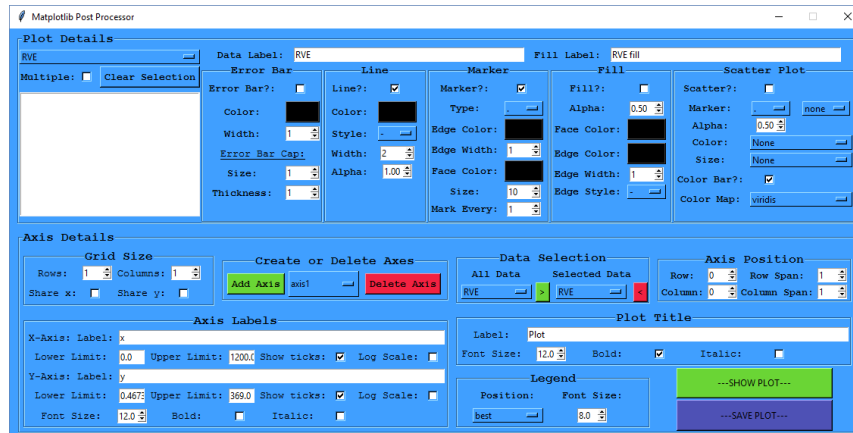 Matplotlib Post Processor
Plot Details
RVE
Data Label: RVE
Fill Label: RVE fill
Multiple:
Clear Selection
Error Bar
Error Bar?:
Color:
Width: 1
Error Bar Cap:
Size: 1
Thickness: 1
Line
Line?:
Color:
Style: -
Width: 2
Alpha: 1.00
Marker
Marker?:
Type: .
Edge Color:
Edge Width: 1
Face Color:
Size: 10
Mark Every: 1
Fill
Fill?:
Alpha: 0.50
Face Color:
Edge Color:
Edge Width: 1
Edge Style: -
Scatter Plot
Scatter?:
Marker: . none
Alpha: 0.50
Color: None
Size: None
Color Bar?:
Color Map: viridis
Axis Details
Grid Size
Rows: 1 Columns: 1
Share x: Share y:
Create or Delete Axes
Add Axis axis1 Delete Axis
Data Selection
All Data Selected Data
RVE > RVE <
Axis Position
Row: 0 Row Span: 1
Column: 0 Column Span: 1
Axis Labels
X-Axis: Label: x
Lower Limit: 0.0 Upper Limit: 1200.0 Show ticks: Log Scale:
Y-Axis: Label: y
Lower Limit: 0.4673 Upper Limit: 369.0 Show ticks: Log Scale:
Font Size: 12.0 Bold: Italic:
Plot Title
Label: Plot
Font Size: 12.0 Bold: Italic:
Legend
Position: Font Size:
best 8.0
---SHOW PLOT---
---SAVE PLOT---